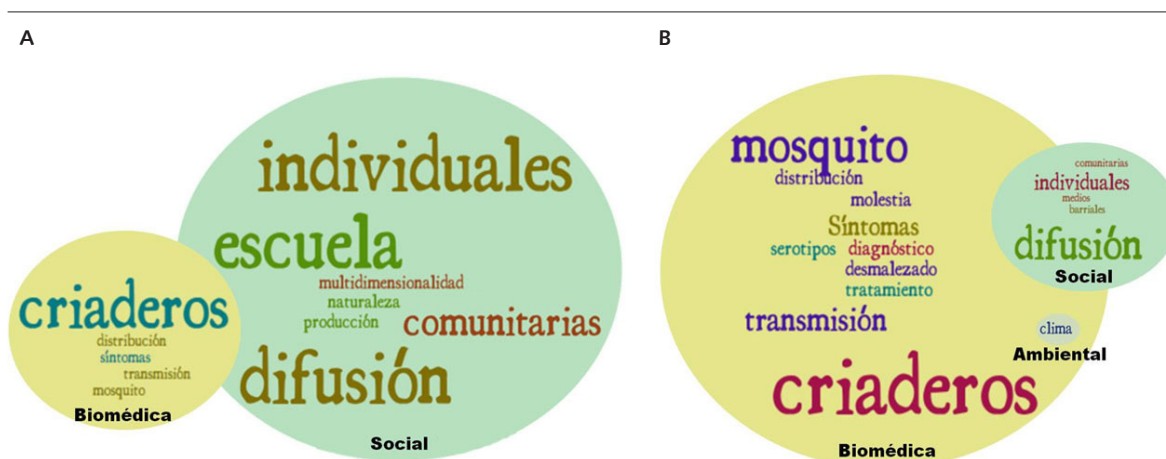 A
individuales
escuela
multidimensionalidad
naturaleza
producción
comunitarias
difusión
Social
criaderos
distribución
síntomas
transmisión
mosquito
Biomédica
B
mosquito
distribución
molestia
Síntomas
serotipos diagnóstico
desmalezado
tratamiento
transmisión
criaderos
Biomédica
comunitarias
individuales
medios
barriales
difusión
Social
clima
Ambiental